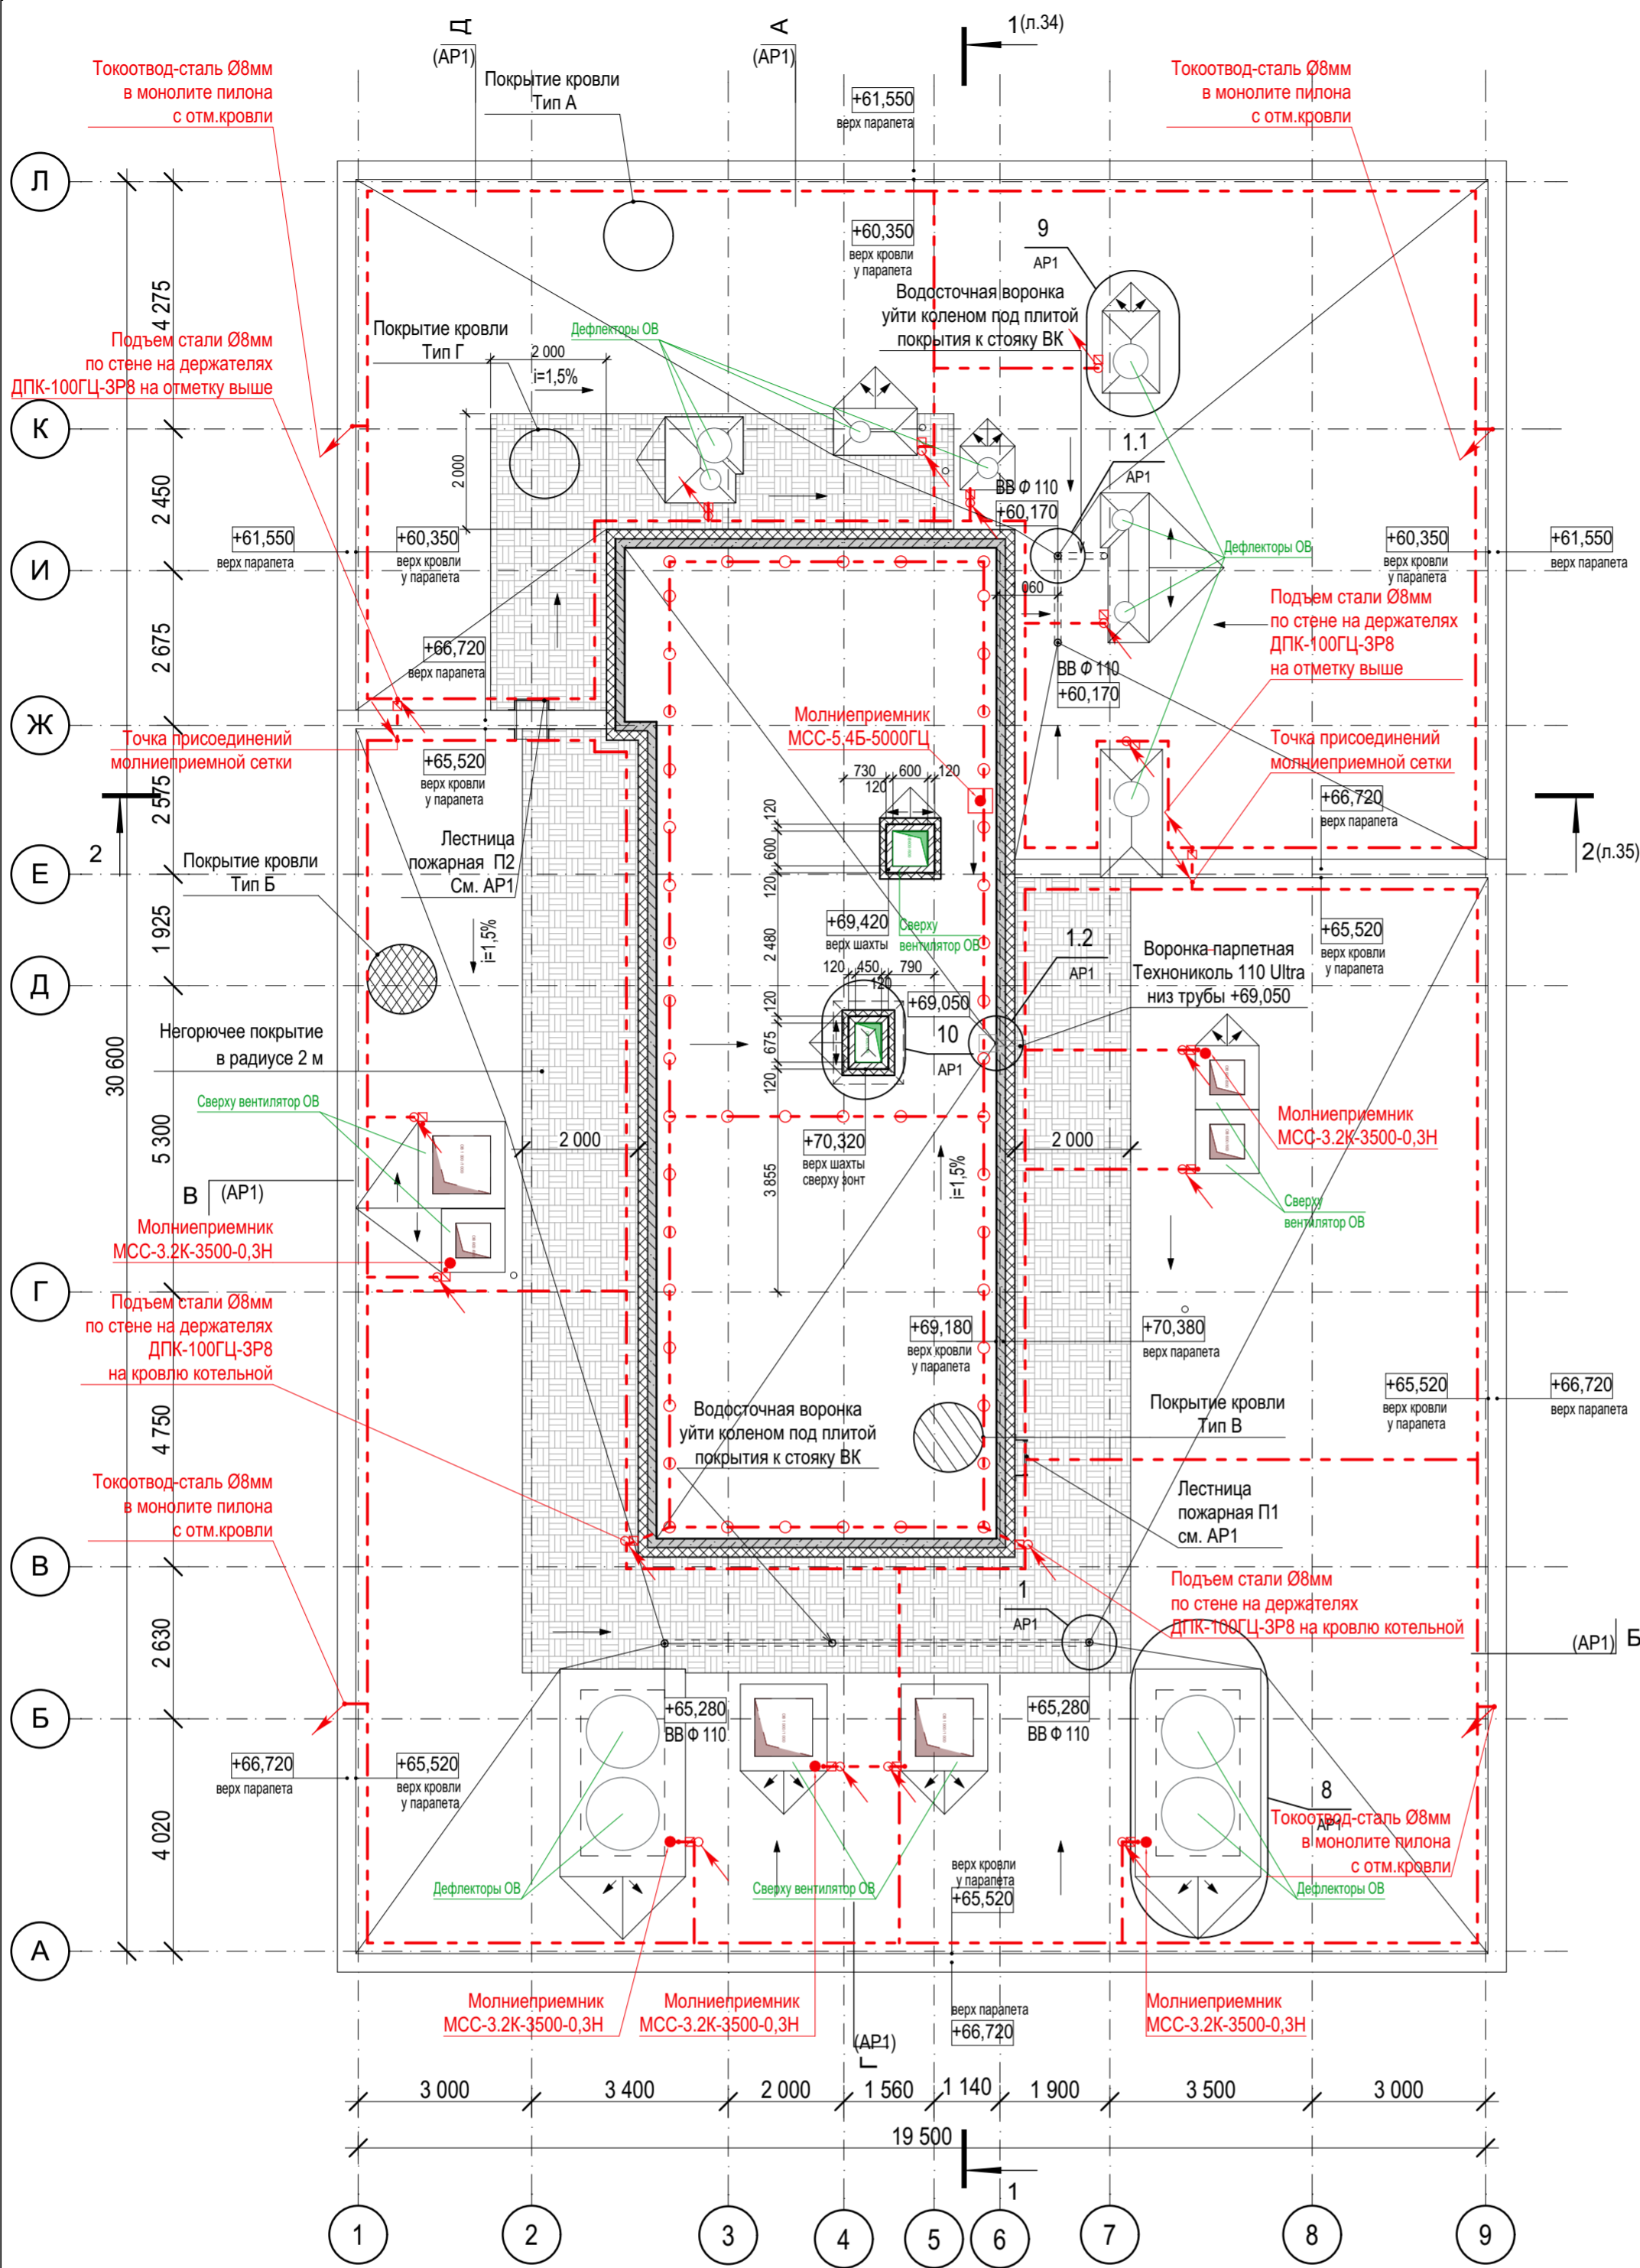 Д
(АР1)
А
(АР1)
1(л.34)
Токоотвод-сталь Ø8мм
в монолите пилона
с отм.кровли
Покрытие кровли
Тип А
+61,550
верх парапета
Токоотвод-сталь Ø8мм
в монолите пилона
с отм.кровли
Л
+60,350
верх кровли
у парапета
9
АР1
4 275
Водосточная воронка
уйти коленом под плитой
покрытия к стояку ВК
Подъем стали Ø8мм
по стене на держателях
ДПК-100ГЦ-ЗР8 на отметку выше
Покрытие кровли
Тип Г
Дефлекторы ОВ
2 000
i=1,5%
К
1.1
АР1
2 000
2 450
ВВ Ф 110
+60,170
+61,550
верх парапета
+60,350
верх кровли
у парапета
Дефлекторы ОВ
+60,350
верх кровли
у парапета
+61,550
верх парапета
И
960
Подъем стали Ø8мм
по стене на держателях
ДПК-100ГЦ-ЗР8
на отметку выше
2 675
+66,720
верх парапета
ВВ Ф 110
+60,170
Ж
Молниеприемник
МСС-5,4Б-5000ГЦ
Точка присоединений
молниеприемной сетки
Точка присоединений
молниеприемной сетки
+65,520
верх кровли
у парапета
730
600
120
120
2 575
+66,720
верх парапета
2
Лестница
пожарная П2
См. АР1
120
600
120
2(л.35)
Покрытие кровли
Тип Б
Е
+69,420
верх шахты
Сверху
вентилятор ОВ
1.2
АР1
+65,520
верх кровли
у парапета
1 925
i=1,5%
2 480
Воронка парпетная
Технониколь 110 Ultra
низ трубы +69,050
120
450
790
120
+69,050
Д
10
АР1
120
675
120
Негорючее покрытие
в радиусе 2 м
30 600
Сверху вентилятор ОВ
5 300
2 000
2 000
+70,320
верх шахты
сверху зонт
i=1,5%
3 855
Молниеприемник
МСС-3.2К-3500-0,3Н
Сверху
вентилятор ОВ
В
(АР1)
Молниеприемник
МСС-3.2К-3500-0,3Н
Г
Подъем стали Ø8мм
по стене на держателях
ДПК-100ГЦ-ЗР8
на кровлю котельной
+69,180
верх кровли
у парапета
+70,380
верх парапета
+65,520
верх кровли
у парапета
+66,720
верх парапета
4 750
Водосточная воронка
уйти коленом под плитой
покрытия к стояку ВК
Покрытие кровли
Тип В
Токоотвод-сталь Ø8мм
в монолите пилона
с отм.кровли
Лестница
пожарная П1
см. АР1
В
1
АР1
Подъем стали Ø8мм
по стене на держателях
ДПК-100ГЦ-ЗР8 на кровлю котельной
2 630
(АР1)
Б
Б
+65,280
ВВ Ф 110
+65,280
ВВ Ф 110
+66,720
верх парапета
+65,520
верх кровли
у парапета
8
АР1
4 020
Токоотвод-сталь Ø8мм
в монолите пилона
с отм.кровли
Дефлекторы ОВ
Сверху вентилятор ОВ
верх кровли
у парапета
+65,520
Дефлекторы ОВ
А
Молниеприемник
МСС-3.2К-3500-0,3Н
Молниеприемник
МСС-3.2К-3500-0,3Н
верх парапета
+66,720
Молниеприемник
МСС-3.2К-3500-0,3Н
(АР1)
Г
3 000
3 400
2 000
1 560
1 140
1 900
3 500
3 000
19 500
1
1
2
3
4
5
6
7
8
9